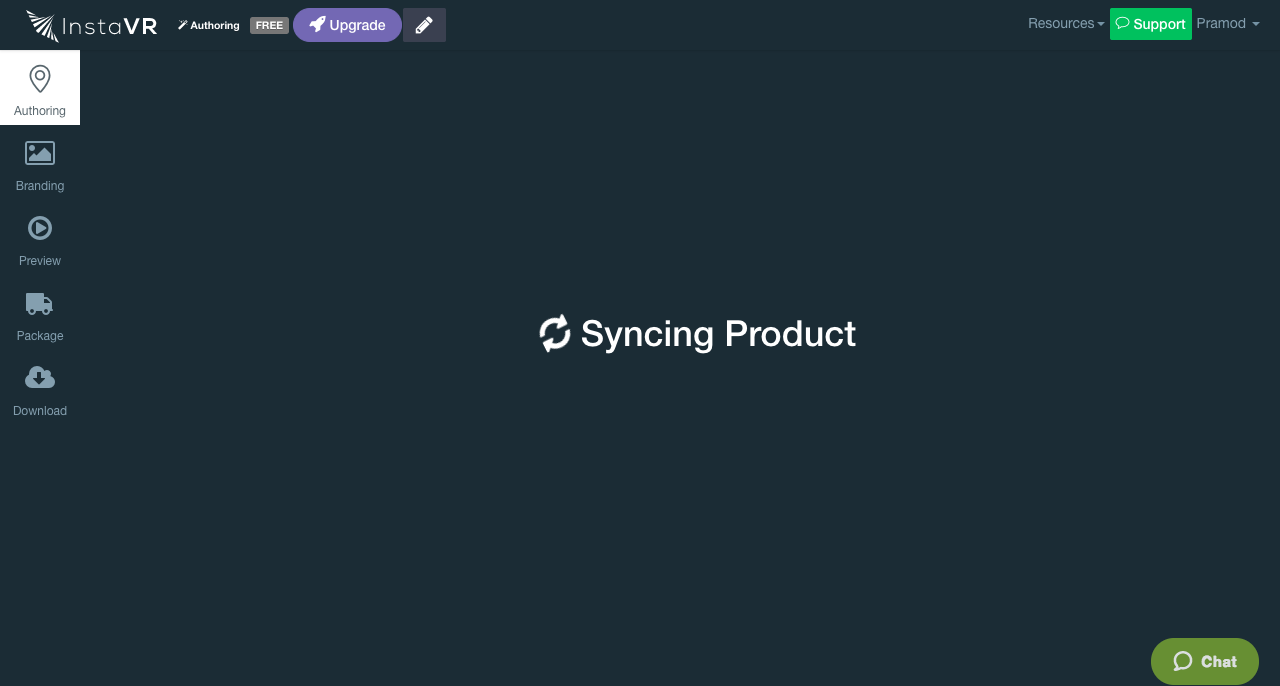 InstaVR
Authoring
FREE
Upgrade
Resources
Support
Pramod
Authoring
Branding
Preview
Package
Download
Syncing Product
Chat